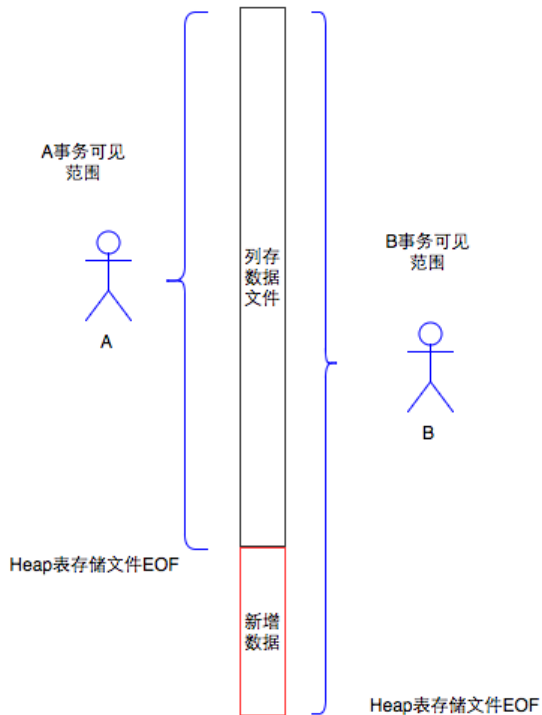 A事务可见
范围
A
列存
数据
文件
B事务可见
范围
B
Heap表存储文件EOF
新增
数据
Heap表存储文件EOF